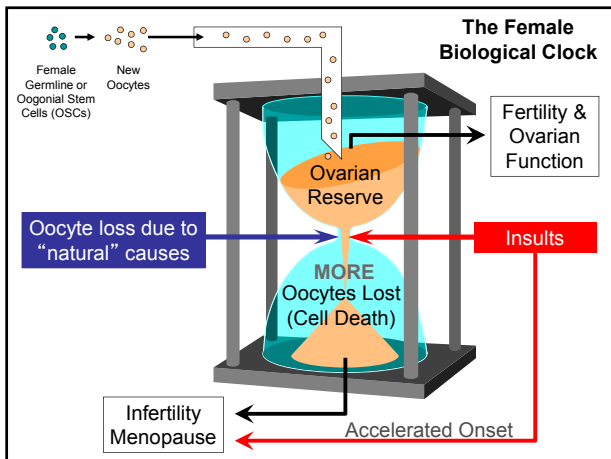 The Female
Biological Clock
Female
Germline or
Oogonial Stem
Cells (OSCs)
New
Oocytes
Fertility &
Ovarian
Function
Ovarian
Reserve
Oocyte loss due to
“natural” causes
Insults
MORE
Oocytes Lost
(Cell Death)
Infertility
Menopause
Accelerated Onset